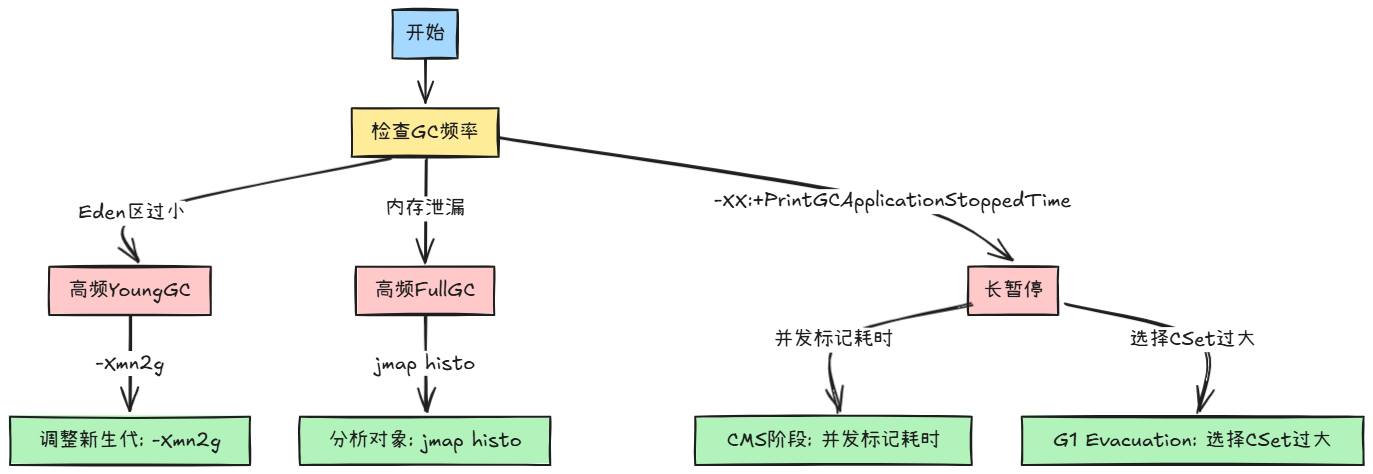 开始
检查GC频率
Eden区过小
内存泄漏
-XX:+PrintGCApplicationStoppedTime
高频YoungGC
高频FullGC
长暂停
-Xmn2g
jmap histo
并发标记耗时
选择CSet过大
调整新生代: -Xmn2g
分析对象: jmap histo
CMS阶段: 并发标记耗时
G1 Evacuation: 选择CSet过大